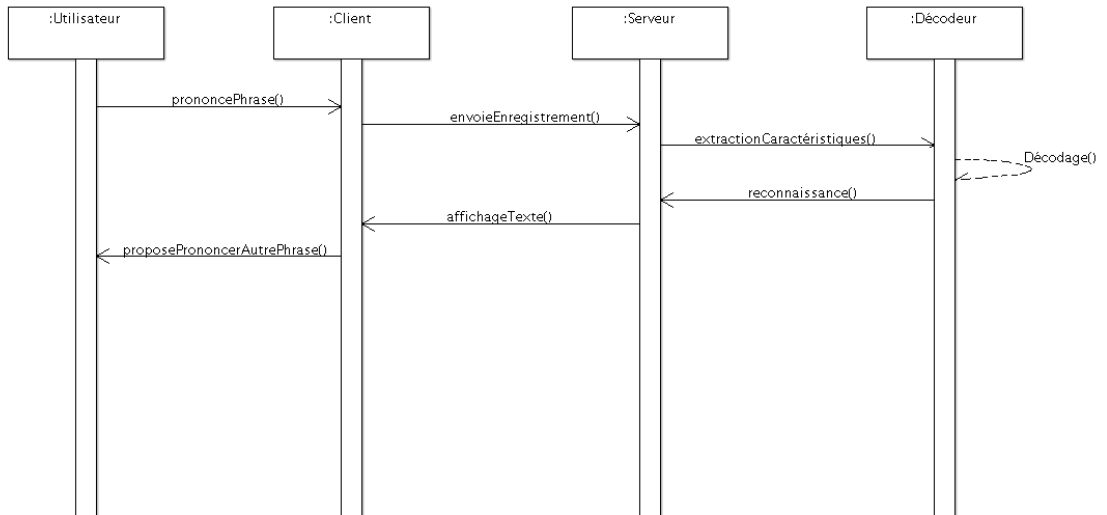 :Utilisateur
:Client
:Serveur
:Décodeur
prononcePhrase()
envoieEnregistrement()
extractionCaractéristiques()
Décodage()
reconnaissance()
affichageTexte()
proposePrononcerAutrePhrase()